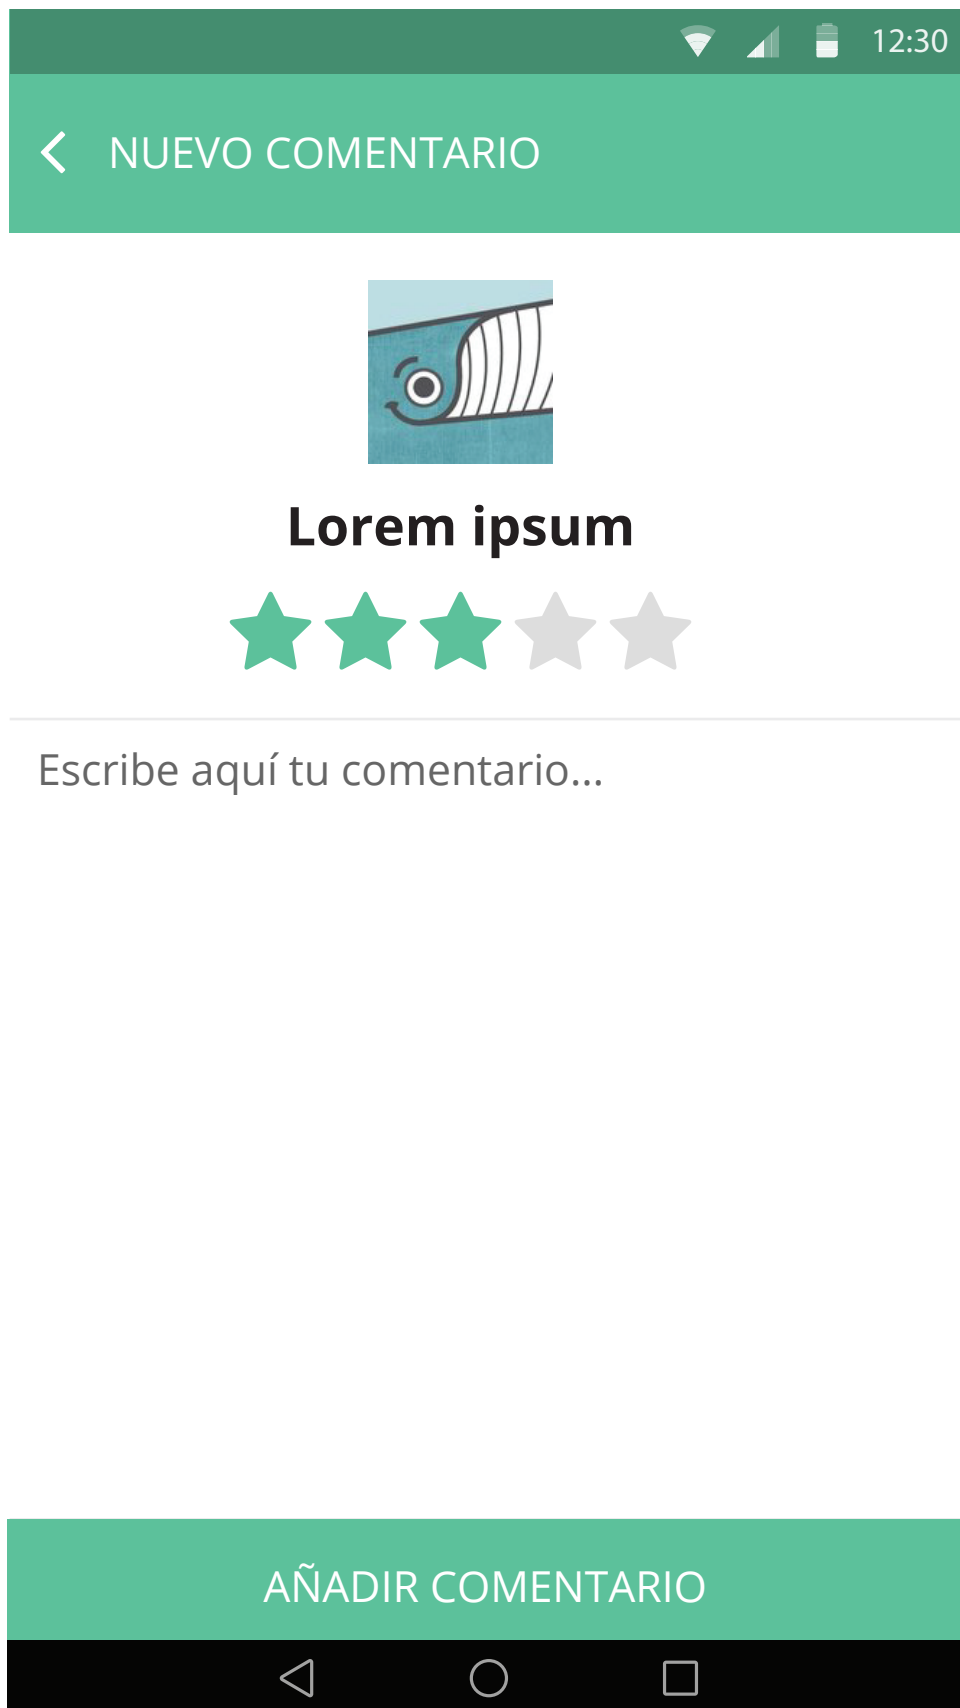 12:30
NUEVO COMENTARIO
Lorem ipsum
Escribe aquí tu comentario...
AÑADIR COMENTARIO